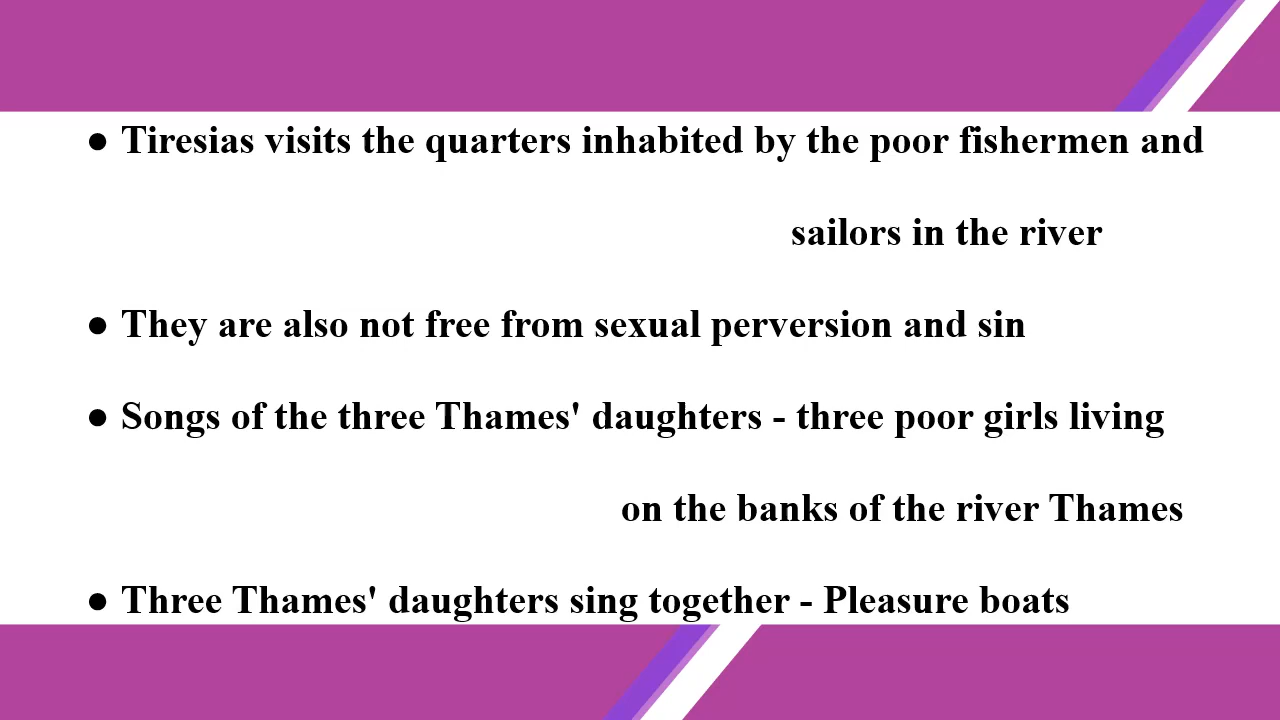 ● Tiresias visits the quarters inhabited by the poor fishermen and
sailors in the river
● They are also not free from sexual perversion and sin
● Songs of the three Thames' daughters - three poor girls living
on the banks of the river Thames
● Three Thames' daughters sing together - Pleasure boats